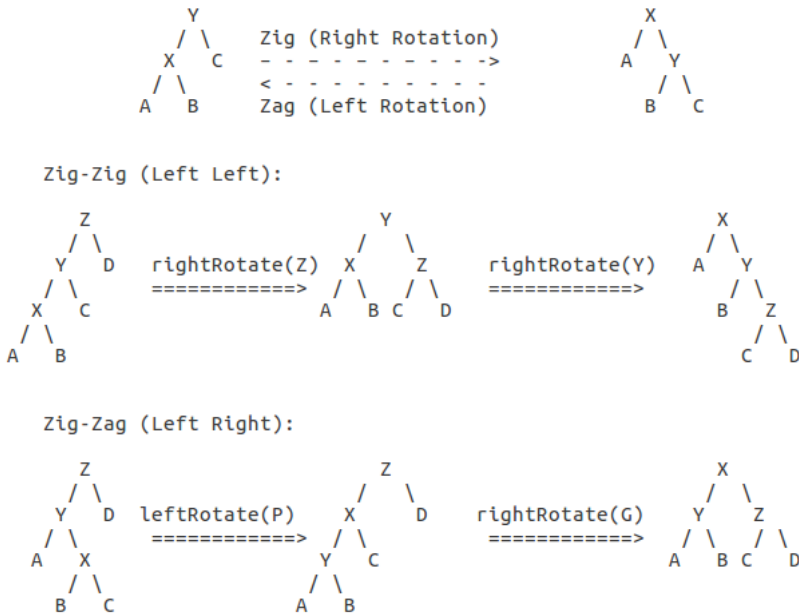 Y                                     X
             / \    Zig (Right Rotation)           / \
            X   C   - - - - - - - - - ->          A   Y
           / \      < - - - - - - - - -              / \
          A   B     Zag (Left Rotation)             B   C
   Zig-Zig (Left Left):
      Z                        Y                           X
     / \                     /   \                        / \
    Y   D  rightRotate(Z)  X      Z   rightRotate(Y)     A   Y
   / \     ============>  / \    / \  ============>         / \
  X   C                  A   B  C   D                      B   Z
 / \                                                          / \
A   B                                                        C   D
   Zig-Zag (Left Right):
      Z                        Z                          X
     / \                     /   \                      /   \
    Y   D  leftRotate(P)    X     D   rightRotate(G)   Y     Z
   / \     ============>   / \        ============>   / \   / \
  A   X                   Y   C                      A   B C   D
     / \                 / \
    B   C               A   B